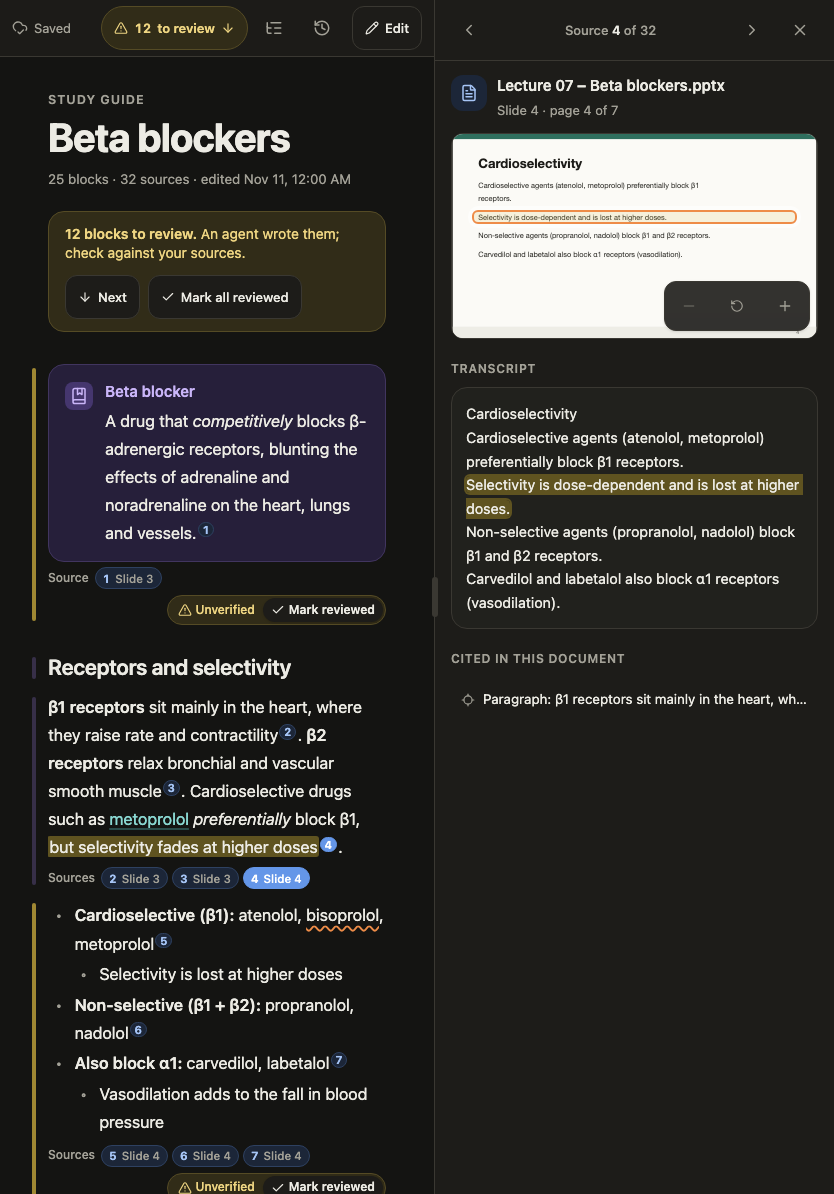 Saved
12 to review
Edit
STUDY GUIDE
Beta blockers
25 blocks · 32 sources · edited Nov 11, 12:00 AM
12 blocks to review. An agent wrote them;
check against your sources.
Next
Mark all reviewed
Beta blocker
A drug that competitively blocks β-
adrenergic receptors, blunting the
effects of adrenaline and
noradrenaline on the heart, lungs
and vessels. 1
Source 1 Slide 3
Unverified Mark reviewed
Receptors and selectivity
β1 receptors sit mainly in the heart, where
they raise rate and contractility 2 . β2
receptors relax bronchial and vascular
smooth muscle 3 . Cardioselective drugs
such as metoprolol preferentially block β1,
but selectivity fades at higher doses 4 .
Sources 2 Slide 3 3 Slide 3 4 Slide 4
• Cardioselective (β1): atenolol, bisoprolol,
metoprolol 5
• Selectivity is lost at higher doses
• Non-selective (β1 + β2): propranolol,
nadolol 6
• Also block α1: carvedilol, labetalol 7
• Vasodilation adds to the fall in blood
pressure
Sources 5 Slide 4 6 Slide 4 7 Slide 4
Unverified Mark reviewed
Source 4 of 32
Lecture 07 – Beta blockers.pptx
Slide 4 · page 4 of 7
Cardioselectivity
Cardioselective agents (atenolol, metoprolol) preferentially block β1
receptors.
Selectivity is dose-dependent and is lost at higher doses.
Non-selective agents (propranolol, nadolol) block β1 and β2 receptors.
Carvedilol and labetalol also block α1 receptors (vasodilation).
TRANSCRIPT
Cardioselectivity
Cardioselective agents (atenolol, metoprolol)
preferentially block β1 receptors.
Selectivity is dose-dependent and is lost at higher
doses.
Non-selective agents (propranolol, nadolol) block
β1 and β2 receptors.
Carvedilol and labetalol also block α1 receptors
(vasodilation).
CITED IN THIS DOCUMENT
Paragraph: β1 receptors sit mainly in the heart, wh...